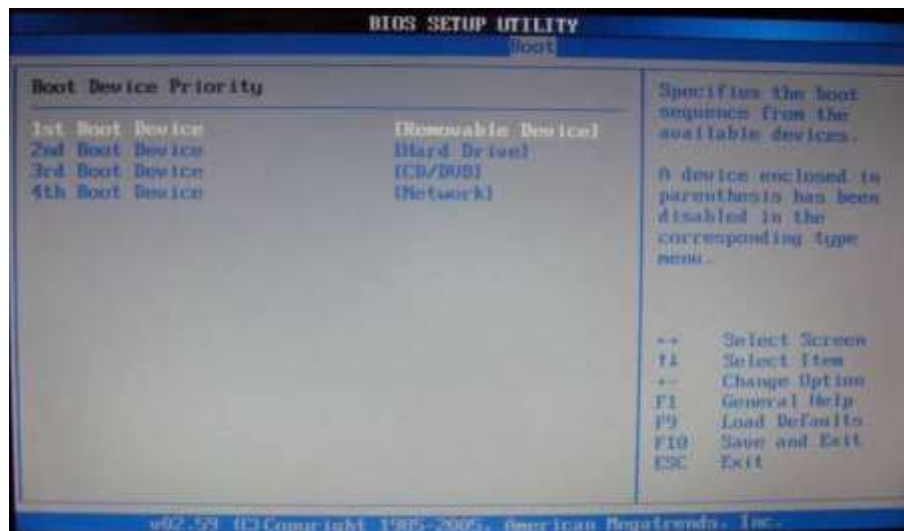 BIOS SETUP UTILITY
Boot
Boot Device Priority
1st Boot Device [Removable Device]
2nd Boot Device [Hard Drive]
3rd Boot Device [CD/DVD]
4th Boot Device [Network]
Specifies the boot
sequence from the
available devices.
A device enclosed in
parenthesis has been
disabled in the
corresponding type
menu.
↔ Select Screen
↑↓ Select Item
+- Change Option
F1 General Help
F9 Load Defaults
F10 Save and Exit
ESC Exit
v02.59 (C)Copyright 1985-2005, American Megatrends, Inc.